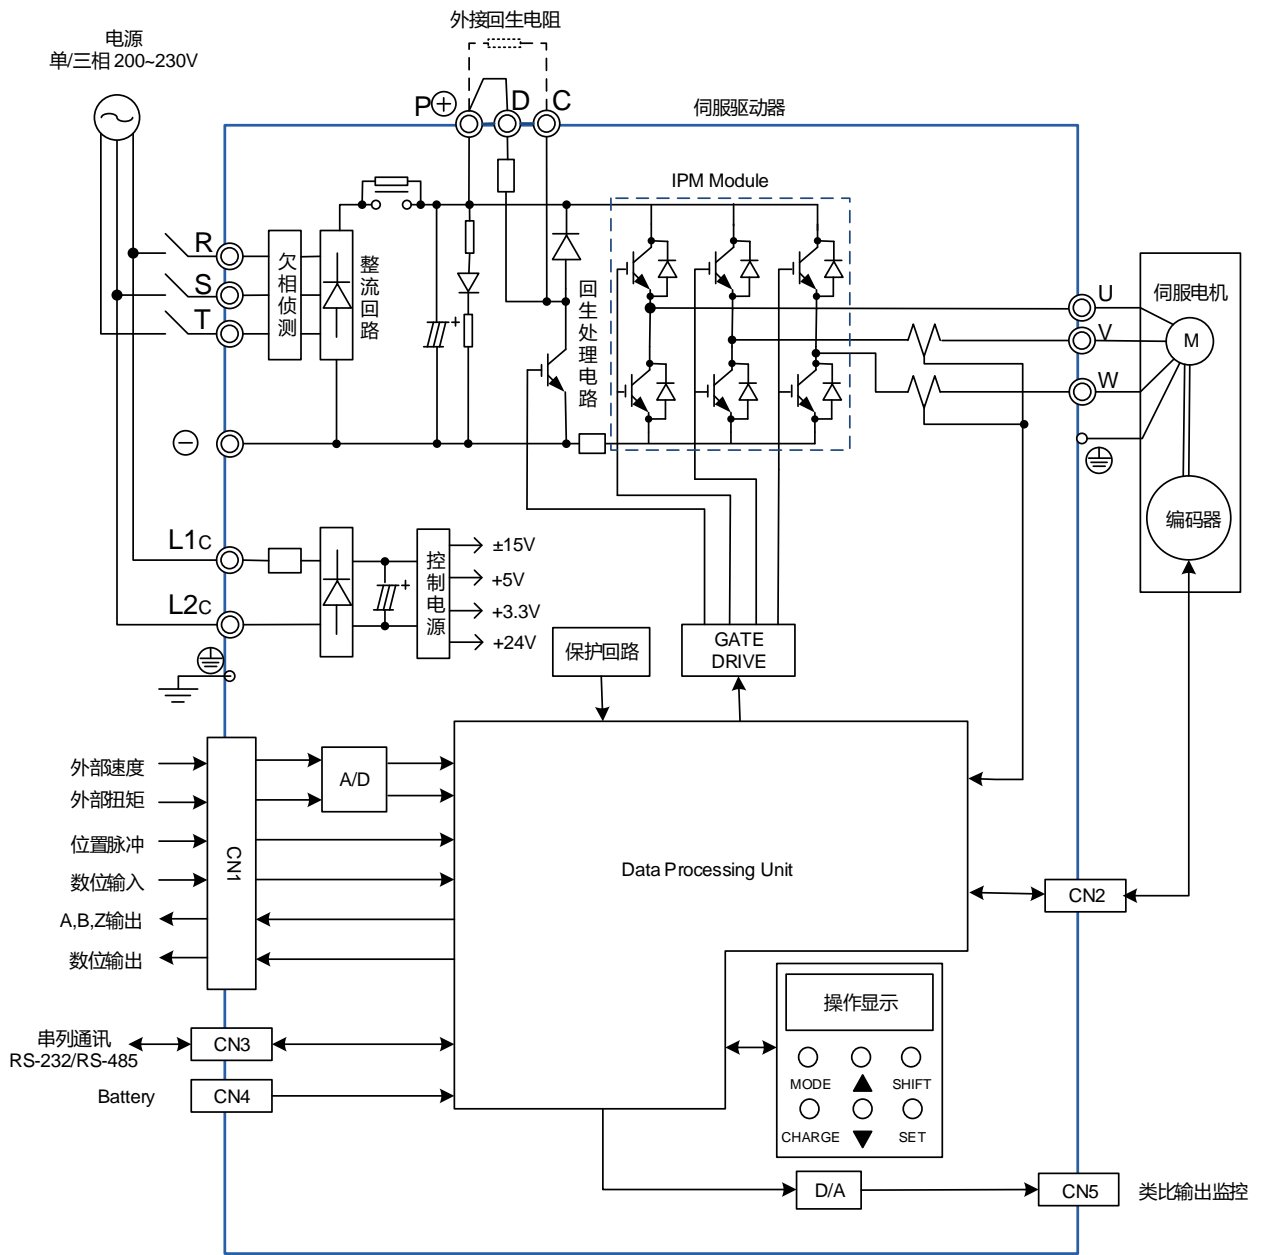 外接回生电阻
电源
单/三相 200~230V
P⊕
D
C
伺服驱动器
IPM Module
R
S
T
欠相侦测
整流回路
+
回生处理电路
U
V
W
伺服电机
M
编码器
L1C
L2C
+
控制电源
±15V
+5V
+3.3V
+24V
保护回路
GATE
DRIVE
外部速度
外部扭矩
位置脉冲
数位输入
A,B,Z输出
数位输出
CN1
A/D
Data Processing Unit
CN2
操作显示
MODE
▲
SHIFT
CHARGE
▼
SET
串列通讯
RS-232/RS-485
CN3
Battery
CN4
D/A
CN5
类比输出监控